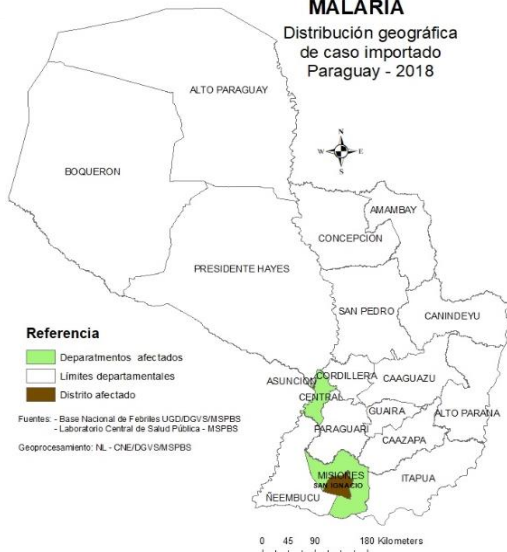 MALARIA
Distribución geográfica
de caso importado
Paraguay - 2018
ALTO PARAGUAY
N
W E
S
BOQUERON
AMAMBAY
CONCEPCION
PRESIDENTE HAYES
SAN PEDRO
CANINDEYU
Referencia
Deparatmentos afectados
Límites departamentales
Distrito afectado
ASUNCION
CORDILLERA
CAAGUAZU
CENTRAL
GUAIRA
ALTO PARANA
PARAGUARI
CAAZAPA
Fuentes: - Base Nacional de Febriles UGD/DGVS/MSPBS
- Laboratorio Central de Salud Pública - MSPBS
Geoprocesamiento: NL - CNE/DGVS/MSPBS
MISIONES
SAN IGNACIO
ITAPUA
ÑEEMBUCU
0 45 90 180 Kilometers